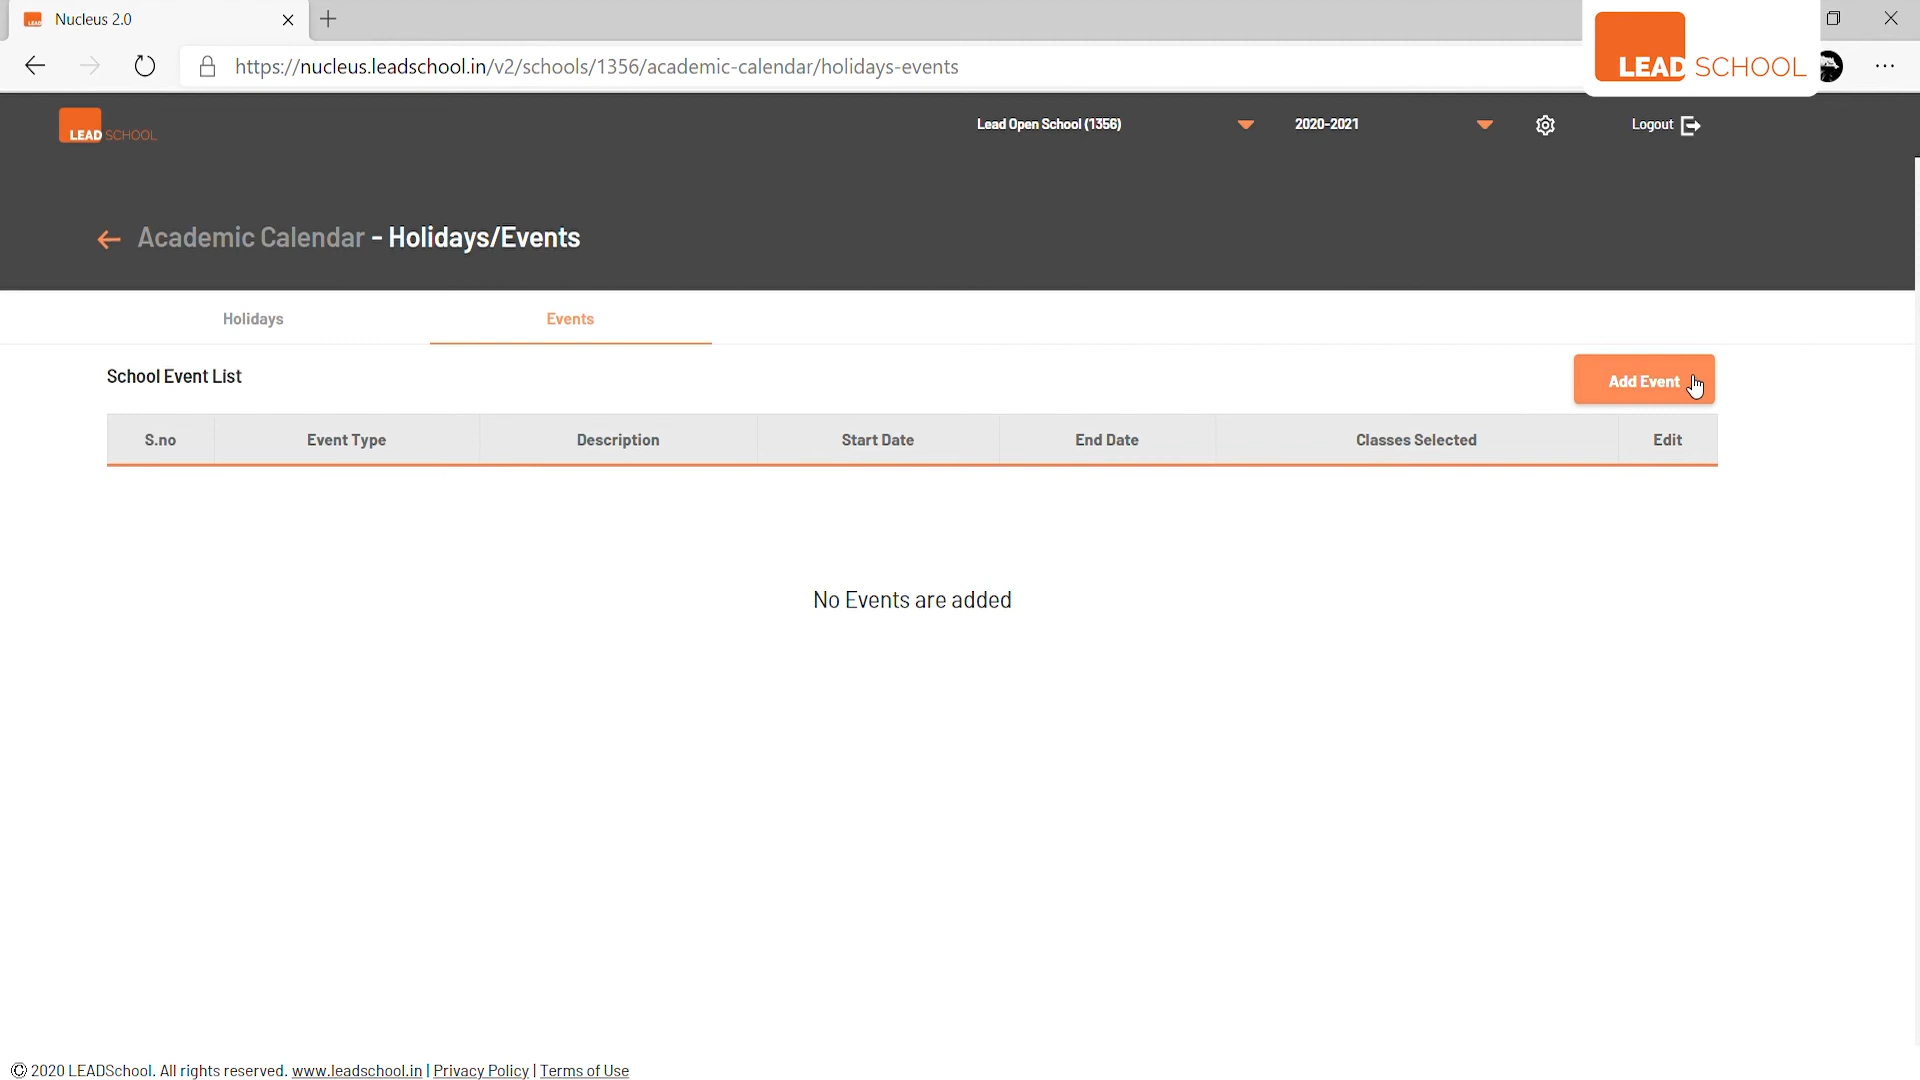 LEAD
Nucleus 2.0
https://nucleus.leadschool.in/v2/schools/1356/academic-calendar/holidays-events
LEAD SCHOOL
LEAD SCHOOL
Lead Open School (1356)
2020-2021
Logout
Academic Calendar - Holidays/Events
Holidays
Events
School Event List
Add Event
S.no
Event Type
Description
Start Date
End Date
Classes Selected
Edit
No Events are added
© 2020 LEADSchool. All rights reserved. www.leadschool.in | Privacy Policy | Terms of Use